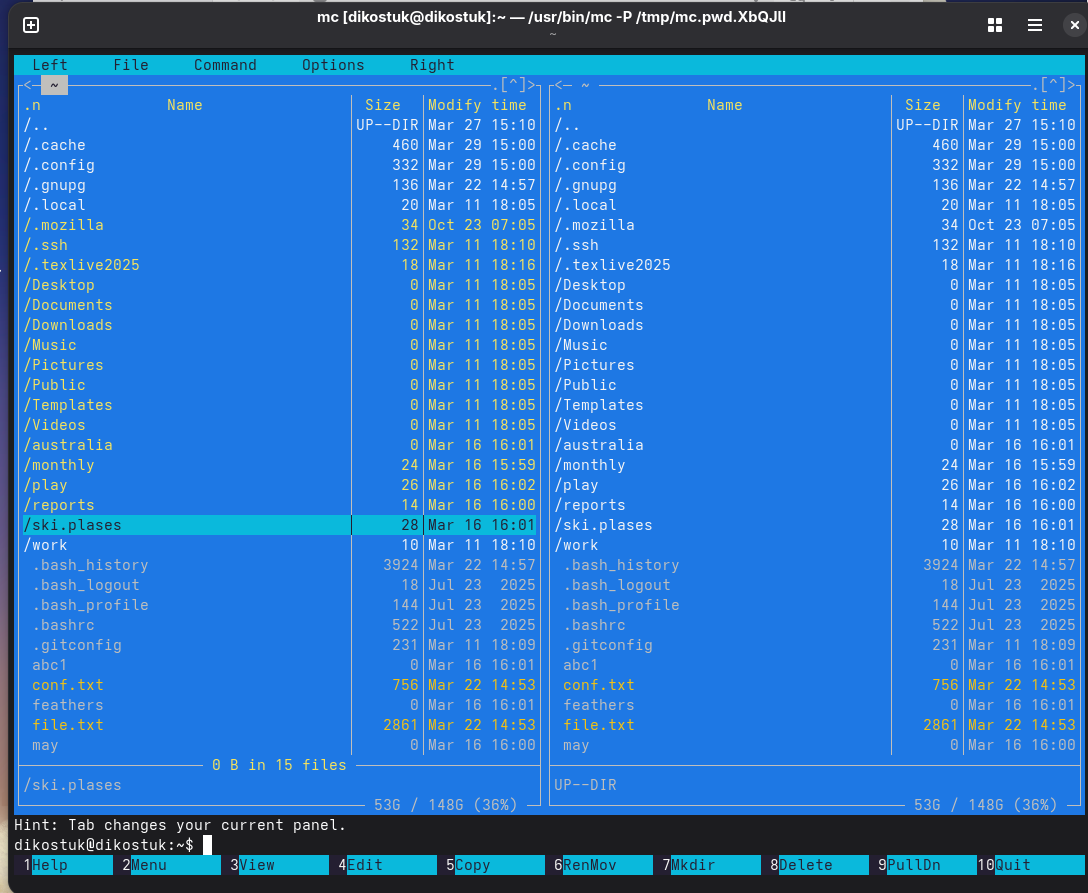 mc [dikostuk@dikostuk]:~ — /usr/bin/mc -P /tmp/mc.pwd.XbQJlI
~
Left File Command Options Right
<─ ~ ─.[^]>┐ <─ ~ ─.[^]>
.n Name Size Modify time .n Name Size Modify time
/.. UP--DIR Mar 27 15:10 /.. UP--DIR Mar 27 15:10
/.cache 460 Mar 29 15:00 /.cache 460 Mar 29 15:00
/.config 332 Mar 29 15:00 /.config 332 Mar 29 15:00
/.gnupg 136 Mar 22 14:57 /.gnupg 136 Mar 22 14:57
/.local 20 Mar 11 18:05 /.local 20 Mar 11 18:05
/.mozilla 34 Oct 23 07:05 /.mozilla 34 Oct 23 07:05
/.ssh 132 Mar 11 18:10 /.ssh 132 Mar 11 18:10
/.texlive2025 18 Mar 11 18:16 /.texlive2025 18 Mar 11 18:16
/Desktop 0 Mar 11 18:05 /Desktop 0 Mar 11 18:05
/Documents 0 Mar 11 18:05 /Documents 0 Mar 11 18:05
/Downloads 0 Mar 11 18:05 /Downloads 0 Mar 11 18:05
/Music 0 Mar 11 18:05 /Music 0 Mar 11 18:05
/Pictures 0 Mar 11 18:05 /Pictures 0 Mar 11 18:05
/Public 0 Mar 11 18:05 /Public 0 Mar 11 18:05
/Templates 0 Mar 11 18:05 /Templates 0 Mar 11 18:05
/Videos 0 Mar 11 18:05 /Videos 0 Mar 11 18:05
/australia 0 Mar 16 16:01 /australia 0 Mar 16 16:01
/monthly 24 Mar 16 15:59 /monthly 24 Mar 16 15:59
/play 26 Mar 16 16:02 /play 26 Mar 16 16:02
/reports 14 Mar 16 16:00 /reports 14 Mar 16 16:00
/ski.plases 28 Mar 16 16:01 /ski.plases 28 Mar 16 16:01
/work 10 Mar 11 18:10 /work 10 Mar 11 18:10
.bash_history 3924 Mar 22 14:57 .bash_history 3924 Mar 22 14:57
.bash_logout 18 Jul 23 2025 .bash_logout 18 Jul 23 2025
.bash_profile 144 Jul 23 2025 .bash_profile 144 Jul 23 2025
.bashrc 522 Jul 23 2025 .bashrc 522 Jul 23 2025
.gitconfig 231 Mar 11 18:09 .gitconfig 231 Mar 11 18:09
abc1 0 Mar 16 16:01 abc1 0 Mar 16 16:01
conf.txt 756 Mar 22 14:53 conf.txt 756 Mar 22 14:53
feathers 0 Mar 16 16:01 feathers 0 Mar 16 16:01
file.txt 2861 Mar 22 14:53 file.txt 2861 Mar 22 14:53
may 0 Mar 16 16:00 may 0 Mar 16 16:00
0 B in 15 files
/ski.plases UP--DIR
53G / 148G (36%) 53G / 148G (36%)
Hint: Tab changes your current panel.
dikostuk@dikostuk:~$
1Help 2Menu 3View 4Edit 5Copy 6RenMov 7Mkdir 8Delete 9PullDn 10Quit